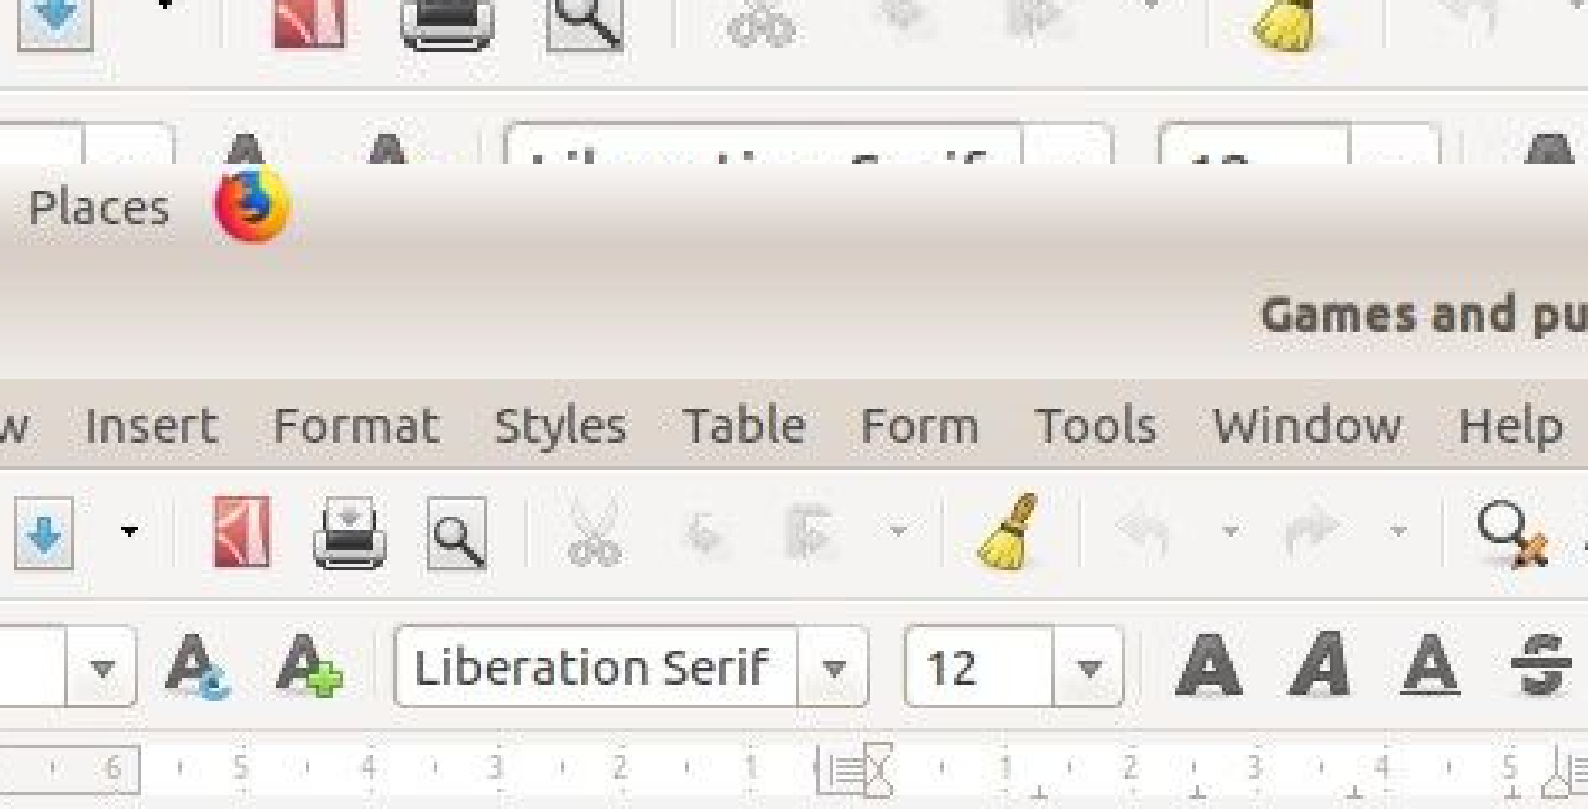 Places
Games and pu
w Insert Format Styles Table Form Tools Window Help
Liberation Serif 12
6 5 4 3 2 1 1 2 3 4 5